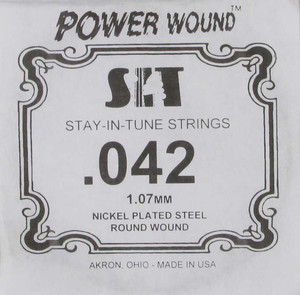 POWER WOUND™
SIT
STAY-IN-TUNE STRINGS
.042
1.07MM
NICKEL PLATED STEEL
ROUND WOUND
AKRON, OHIO - MADE IN USA